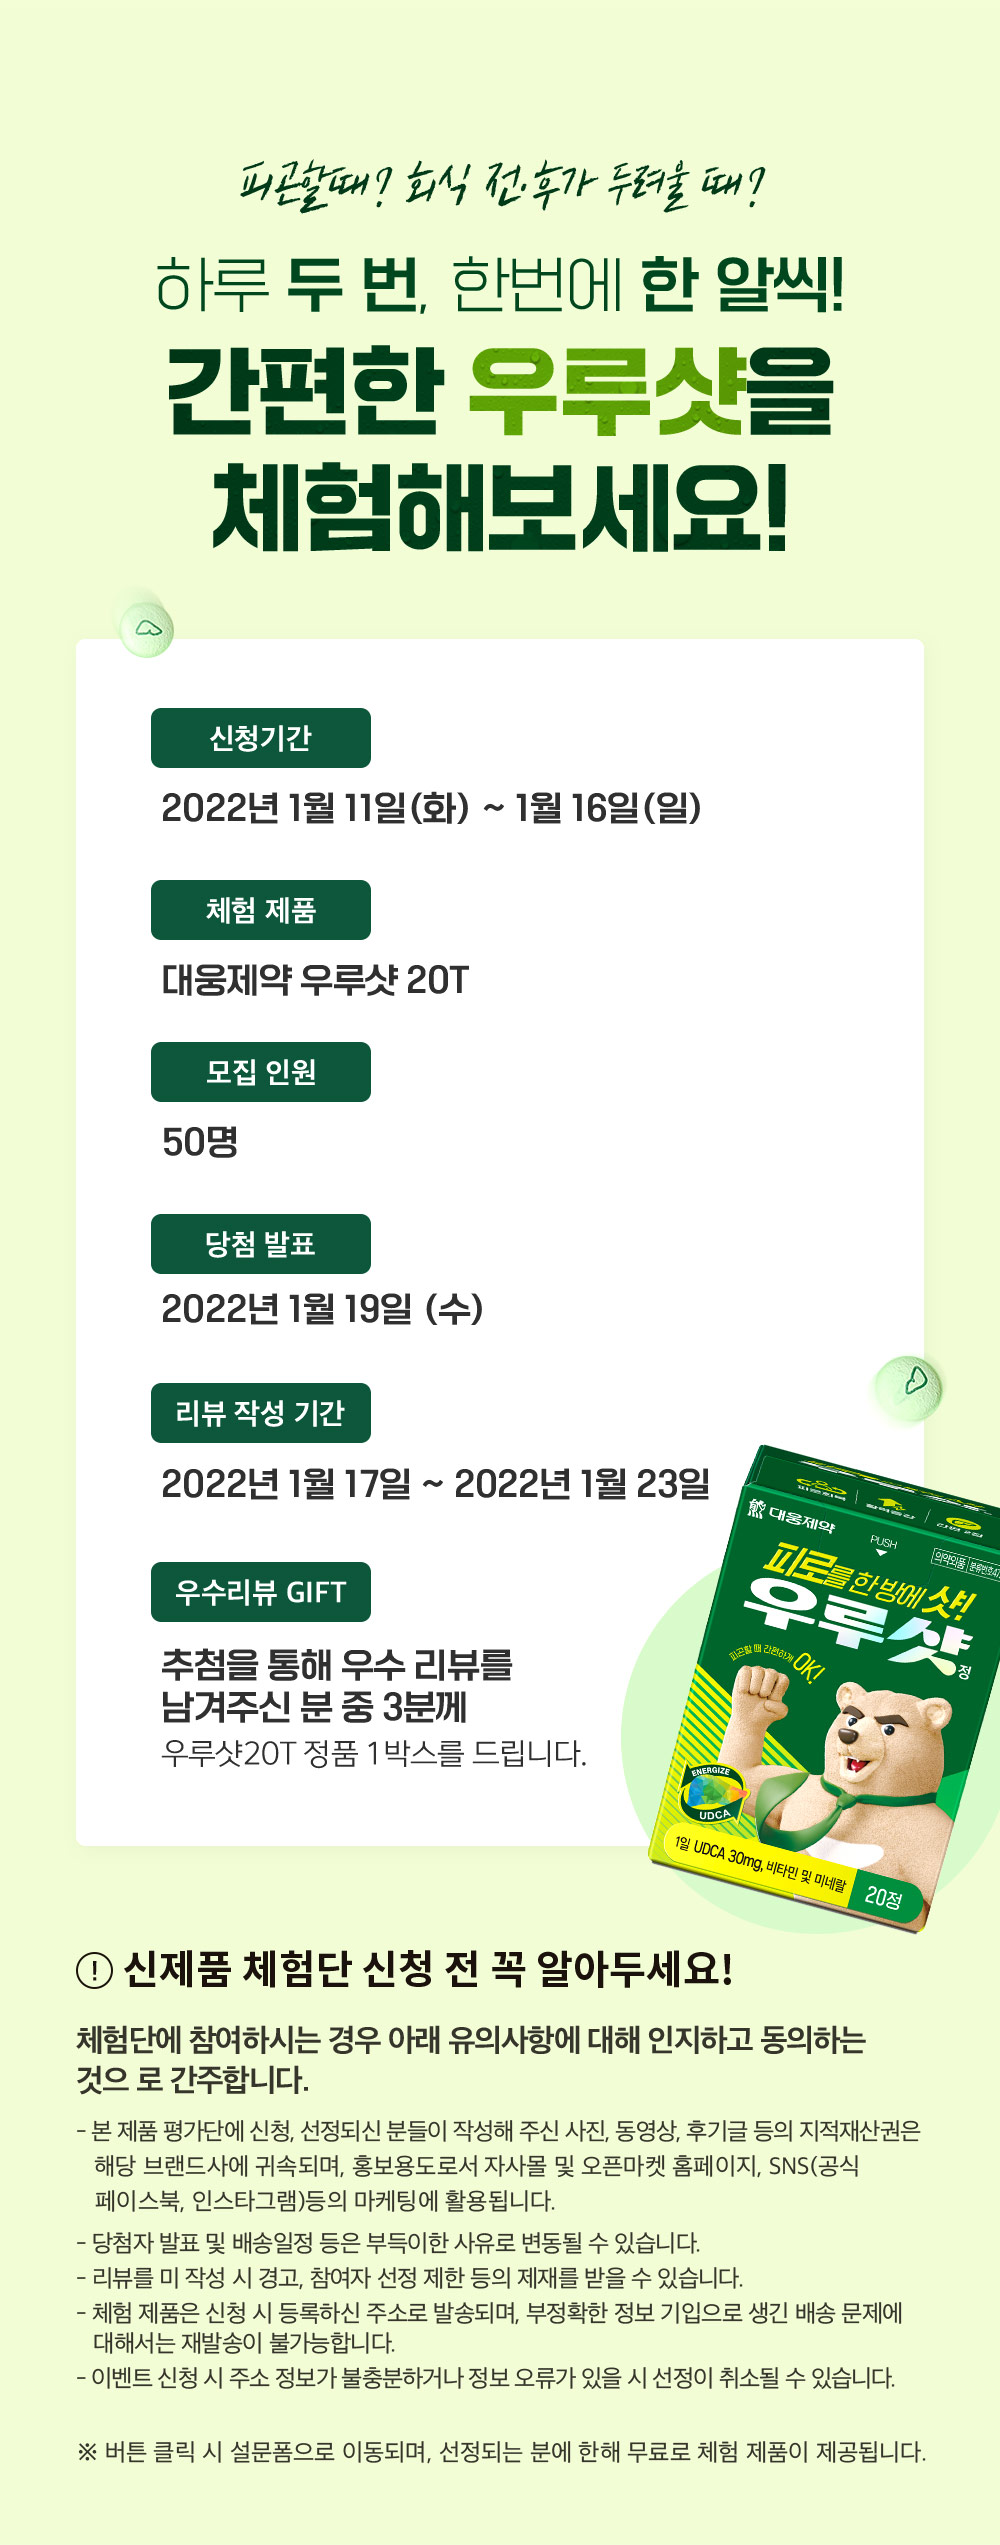 피곤할때? 회식 전·후가 두려울 때?
하루 두 번, 한번에 한 알씩!
간편한 우루샷을
체험해보세요!
신청기간
2022년 1월 11일(화) ~ 1월 16일(일)
체험 제품
대웅제약 우루샷 20T
모집 인원
50명
당첨 발표
2022년 1월 19일 (수)
리뷰 작성 기간
2022년 1월 17일 ~ 2022년 1월 23일
우수리뷰 GIFT
추첨을 통해 우수 리뷰를
남겨주신 분 중 3분께
우루샷20T 정품 1박스를 드립니다.
대웅제약
PUSH
의약외품
피로를 한 방에 샷!
우루샷정
피곤할 때 간편하게 OK!
ENERGIZE
UDCA
1일 UDCA 30mg, 비타민 및 미네랄
20정
! 신제품 체험단 신청 전 꼭 알아두세요!
체험단에 참여하시는 경우 아래 유의사항에 대해 인지하고 동의하는
것으 로 간주합니다.
- 본 제품 평가단에 신청, 선정되신 분들이 작성해 주신 사진, 동영상, 후기글 등의 지적재산권은
해당 브랜드사에 귀속되며, 홍보용도로서 자사몰 및 오픈마켓 홈페이지, SNS(공식
페이스북, 인스타그램)등의 마케팅에 활용됩니다.
- 당첨자 발표 및 배송일정 등은 부득이한 사유로 변동될 수 있습니다.
- 리뷰를 미 작성 시 경고, 참여자 선정 제한 등의 제재를 받을 수 있습니다.
- 체험 제품은 신청 시 등록하신 주소로 발송되며, 부정확한 정보 기입으로 생긴 배송 문제에
대해서는 재발송이 불가능합니다.
- 이벤트 신청 시 주소 정보가 불충분하거나 정보 오류가 있을 시 선정이 취소될 수 있습니다.
※ 버튼 클릭 시 설문폼으로 이동되며, 선정되는 분에 한해 무료로 체험 제품이 제공됩니다.